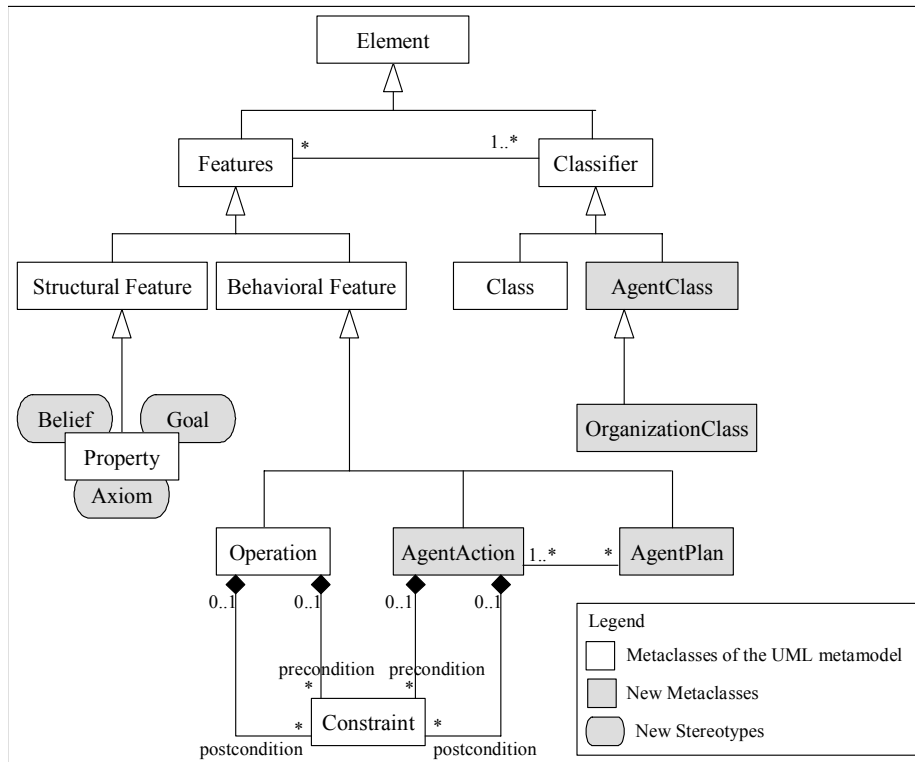 Element
Features
*
1..*
Classifier
Structural Feature
Behavioral Feature
Class
AgentClass
Belief
Goal
Property
Axiom
OrganizationClass
Operation
AgentAction
1..*
*
AgentPlan
0..1
0..1
0..1
0..1
precondition
precondition
*
*
*
Constraint
*
postcondition
postcondition
Legend
Metaclasses of the UML metamodel
New Metaclasses
New Stereotypes